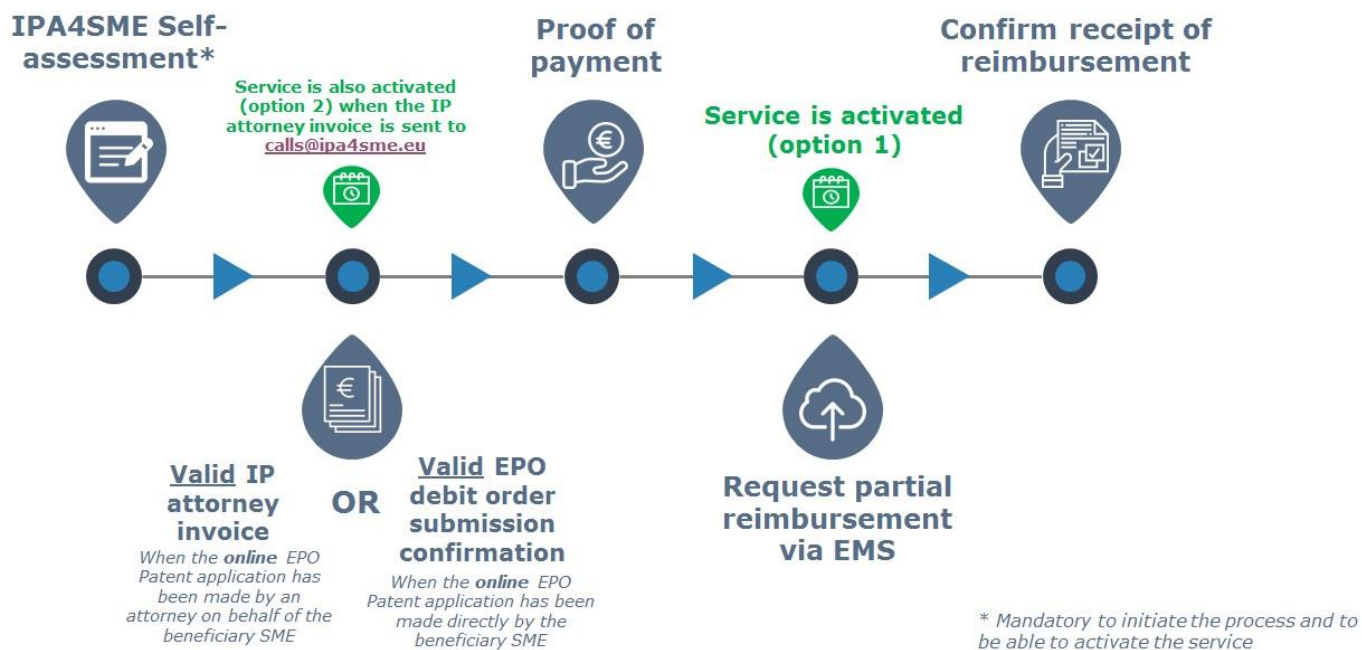 IPA4SME Self-
assessment*
Service is also activated
(option 2) when the IP
attorney invoice is sent to
calls@ipa4sme.eu
Proof of
payment
Service is activated
(option 1)
Confirm receipt of
reimbursement
Valid IP
attorney
invoice
When the online EPO
Patent application has
been made by an
attorney on behalf of the
beneficiary SME
OR
Valid EPO
debit order
submission
confirmation
When the online EPO
Patent application has been
made directly by the
beneficiary SME
Request partial
reimbursement
via EMS
* Mandatory to initiate the process and to
be able to activate the service